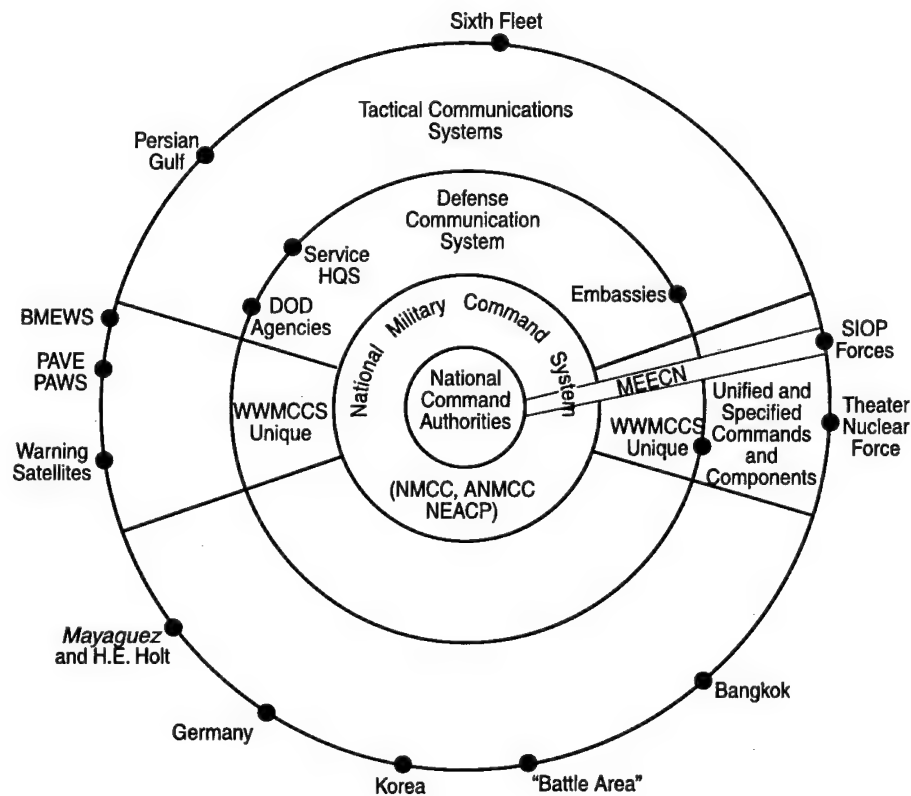 Sixth Fleet
Tactical Communications
Systems
Persian
Gulf
Defense
Communication
System
Service
HQS
DOD
Agencies
Embassies
BMEWS
PAVE
PAWS
Warning
Satellites
National Military Command System
National
Command
Authorities
MEECN
SIOP
Forces
WWMCCS
Unique
WWMCCS
Unique
Unified and
Specified
Commands
and
Components
Theater
Nuclear
Force
(NMCC, ANMCC
NEACP)
Mayaguez
and H.E. Holt
Bangkok
Germany
Korea
"Battle Area"